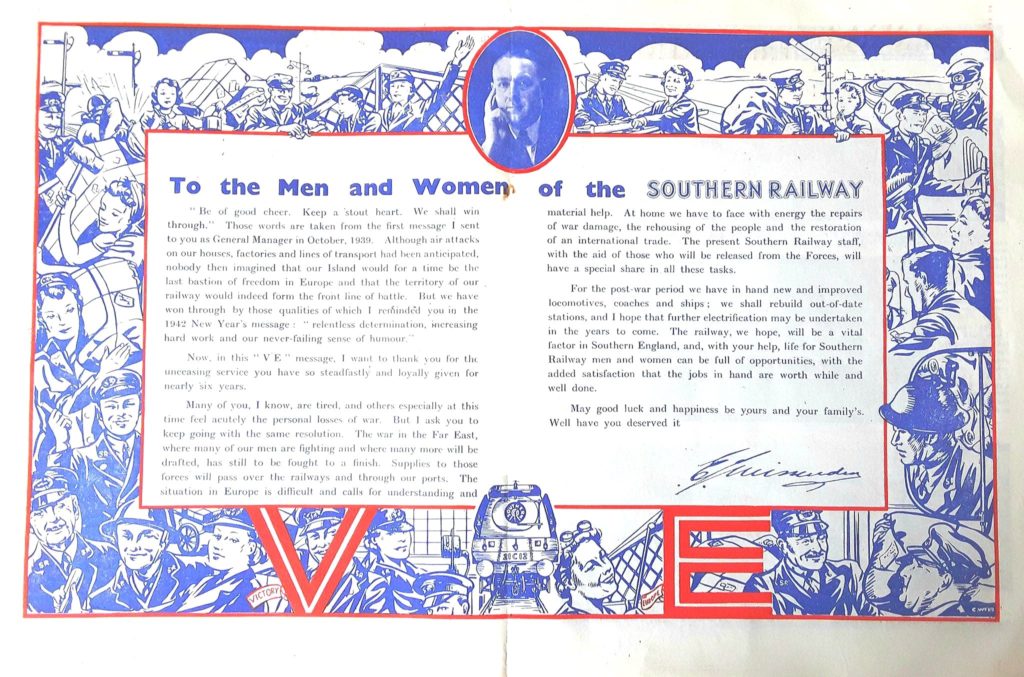 To the Men and Women of the SOUTHERN RAILWAY
"Be of good cheer. Keep a stout heart. We shall win
through." Those words are taken from the first message I sent
to you as General Manager in October, 1939. Although air attacks
on our houses, factories and lines of transport had been anticipated,
nobody then imagined that our Island would for a time be the
last bastion of freedom in Europe and that the territory of our
railway would indeed form the front line of battle. But we have
won through by those qualities of which I reminded you in the
1942 New Year's message: "relentless determination, increasing
hard work and our never-failing sense of humour."
Now, in this "V E" message, I want to thank you for the
unceasing service you have so steadfastly and loyally given for
nearly six years.
Many of you, I know, are tired, and others especially at this
time feel acutely the personal losses of war. But I ask you to
keep going with the same resolution. The war in the Far East,
where many of our men are fighting and where many more will be
drafted, has still to be fought to a finish. Supplies to those
forces will pass over the railways and through our ports. The
situation in Europe is difficult and calls for understanding and
material help. At home we have to face with energy the repairs
of war damage, the rehousing of the people and the restoration
of an international trade. The present Southern Railway staff,
with the aid of those who will be released from the Forces, will
have a special share in all these tasks.
For the post-war period we have in hand new and improved
locomotives, coaches and ships; we shall rebuild out-of-date
stations, and I hope that further electrification may be undertaken
in the years to come. The railway, we hope, will be a vital
factor in Southern England, and, with your help, life for Southern
Railway men and women can be full of opportunities, with the
added satisfaction that the jobs in hand are worth while and
well done.
May good luck and happiness be yours and your family's.
Well have you deserved it
V E
VICTORY
EUROPE